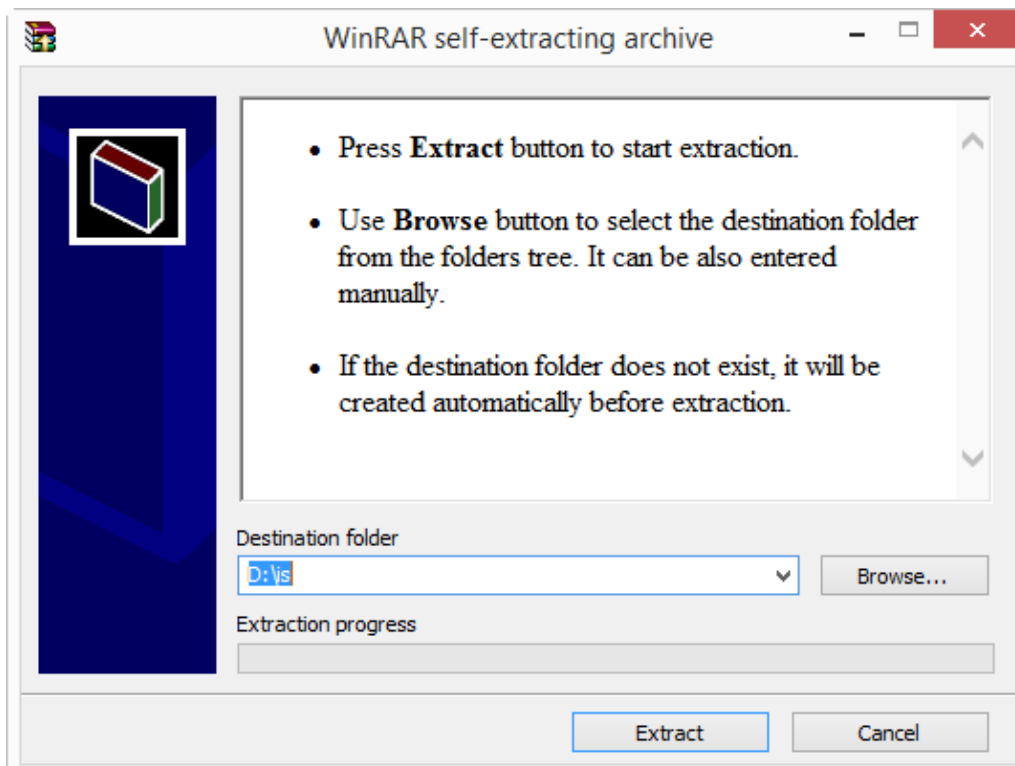 WinRAR self-extracting archive
• Press Extract button to start extraction.
• Use Browse button to select the destination folder
from the folders tree. It can be also entered
manually.
• If the destination folder does not exist, it will be
created automatically before extraction.
Destination folder
D:\js
Browse...
Extraction progress
Extract
Cancel